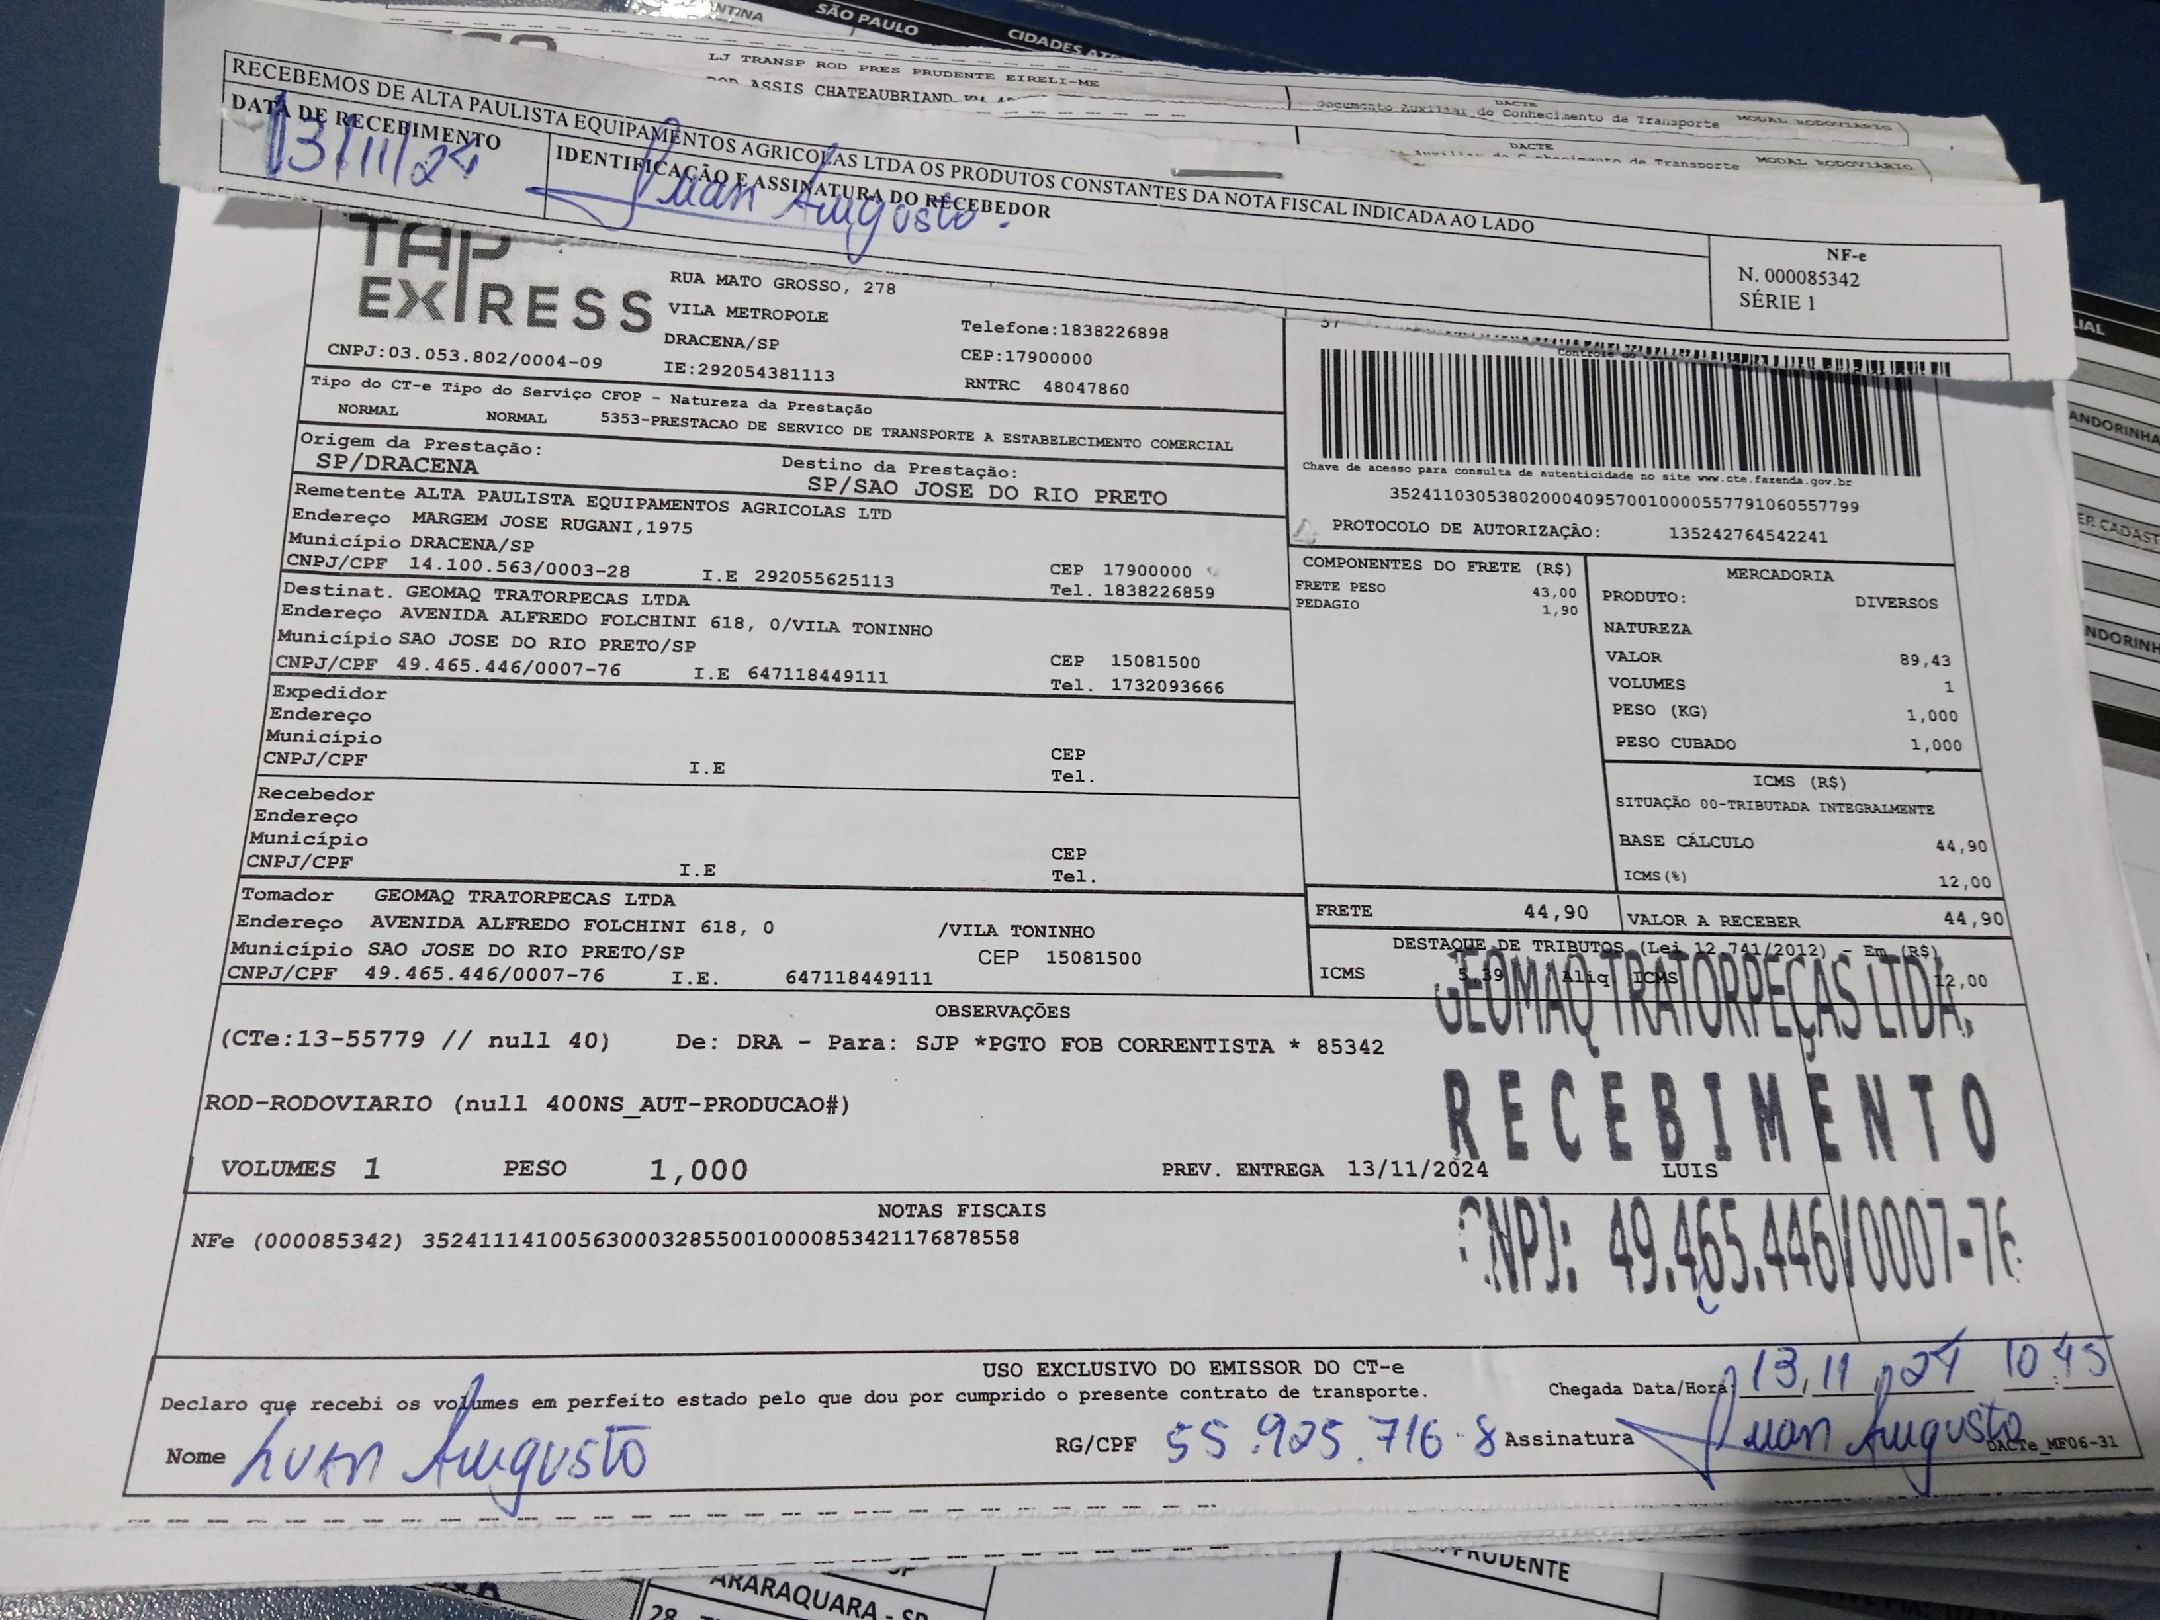 SÃO PAULO
LJ TRANSP ROD PRES PRUDENTE EIRELI-ME
ASSIS CHATEAUBRIAND
DACTE
Documento Auxiliar do Conhecimento de Transporte MODAL RODOVIÁRIO
DACTE
de Transporte MODAL RODOVIÁRIO
RECEBEMOS DE ALTA PAULISTA EQUIPAMENTOS AGRICOLAS LTDA OS PRODUTOS CONSTANTES DA NOTA FISCAL INDICADA AO LADO
DATA DE RECEBIMENTO
13/11/24
IDENTIFICAÇÃO E ASSINATURA DO RECEBEDOR
Luan Augusto
NF-e
N. 000085342
SÉRIE 1
TAP EXPRESS
RUA MATO GROSSO, 278
VILA METROPOLE
DRACENA/SP
Telefone:1838226898
CEP:17900000
CNPJ:03.053.802/0004-09
IE:292054381113
RNTRC 48047860
Tipo do CT-e Tipo do Serviço CFOP - Natureza da Prestação
NORMAL NORMAL 5353-PRESTACAO DE SERVICO DE TRANSPORTE A ESTABELECIMENTO COMERCIAL
Origem da Prestação:
SP/DRACENA
Destino da Prestação:
SP/SAO JOSE DO RIO PRETO
Chave de acesso para consulta de autenticidade no site www.cte.fazenda.gov.br
35241103053802000409570010000557791060557799
PROTOCOLO DE AUTORIZAÇÃO: 135242764542241
Remetente ALTA PAULISTA EQUIPAMENTOS AGRICOLAS LTD
Endereço MARGEM JOSE RUGANI,1975
Município DRACENA/SP
CEP 17900000
CNPJ/CPF 14.100.563/0003-28 I.E 292055625113 Tel. 1838226859
Destinat. GEOMAQ TRATORPECAS LTDA
Endereço AVENIDA ALFREDO FOLCHINI 618, 0/VILA TONINHO
Município SAO JOSE DO RIO PRETO/SP
CEP 15081500
CNPJ/CPF 49.465.446/0007-76 I.E 647118449111 Tel. 1732093666
Expedidor
Endereço
Município CEP
CNPJ/CPF I.E Tel.
Recebedor
Endereço
Município CEP
CNPJ/CPF I.E Tel.
Tomador GEOMAQ TRATORPECAS LTDA
Endereço AVENIDA ALFREDO FOLCHINI 618, 0 /VILA TONINHO
Município SAO JOSE DO RIO PRETO/SP CEP 15081500
CNPJ/CPF 49.465.446/0007-76 I.E. 647118449111
COMPONENTES DO FRETE (R$)
FRETE PESO 43,00
PEDAGIO 1,90
MERCADORIA
PRODUTO: DIVERSOS
NATUREZA
VALOR 89,43
VOLUMES 1
PESO (KG) 1,000
PESO CUBADO 1,000
ICMS (R$)
SITUAÇÃO 00-TRIBUTADA INTEGRALMENTE
BASE CÁLCULO 44,90
ICMS(%) 12,00
FRETE 44,90
VALOR A RECEBER 44,90
DESTAQUE DE TRIBUTOS (Lei 12.741/2012) - Em (R$)
ICMS 5,39 Aliq. ICMS 12,00
OBSERVAÇÕES
(CTe:13-55779 // null 40) De: DRA - Para: SJP *PGTO FOB CORRENTISTA * 85342
ROD-RODOVIARIO (null 400NS_AUT-PRODUCAO#)
GEOMAQ TRATORPEÇAS LTDA.
RECEBIMENTO
CNPJ: 49.465.446/0007-76
VOLUMES 1 PESO 1,000 PREV. ENTREGA 13/11/2024 LUIS
NOTAS FISCAIS
NFe (000085342) 35241114100563000328550010000853421176878558
USO EXCLUSIVO DO EMISSOR DO CT-e
Declaro que recebi os volumes em perfeito estado pelo que dou por cumprido o presente contrato de transporte.
Chegada Data/Hora: 13,11,24 10:45
Nome Luan Augusto
RG/CPF 55.925.716-8
Assinatura Luan Augusto
DACTe_MF06-31
ARARAQUARA - SP
PRUDENTE
28